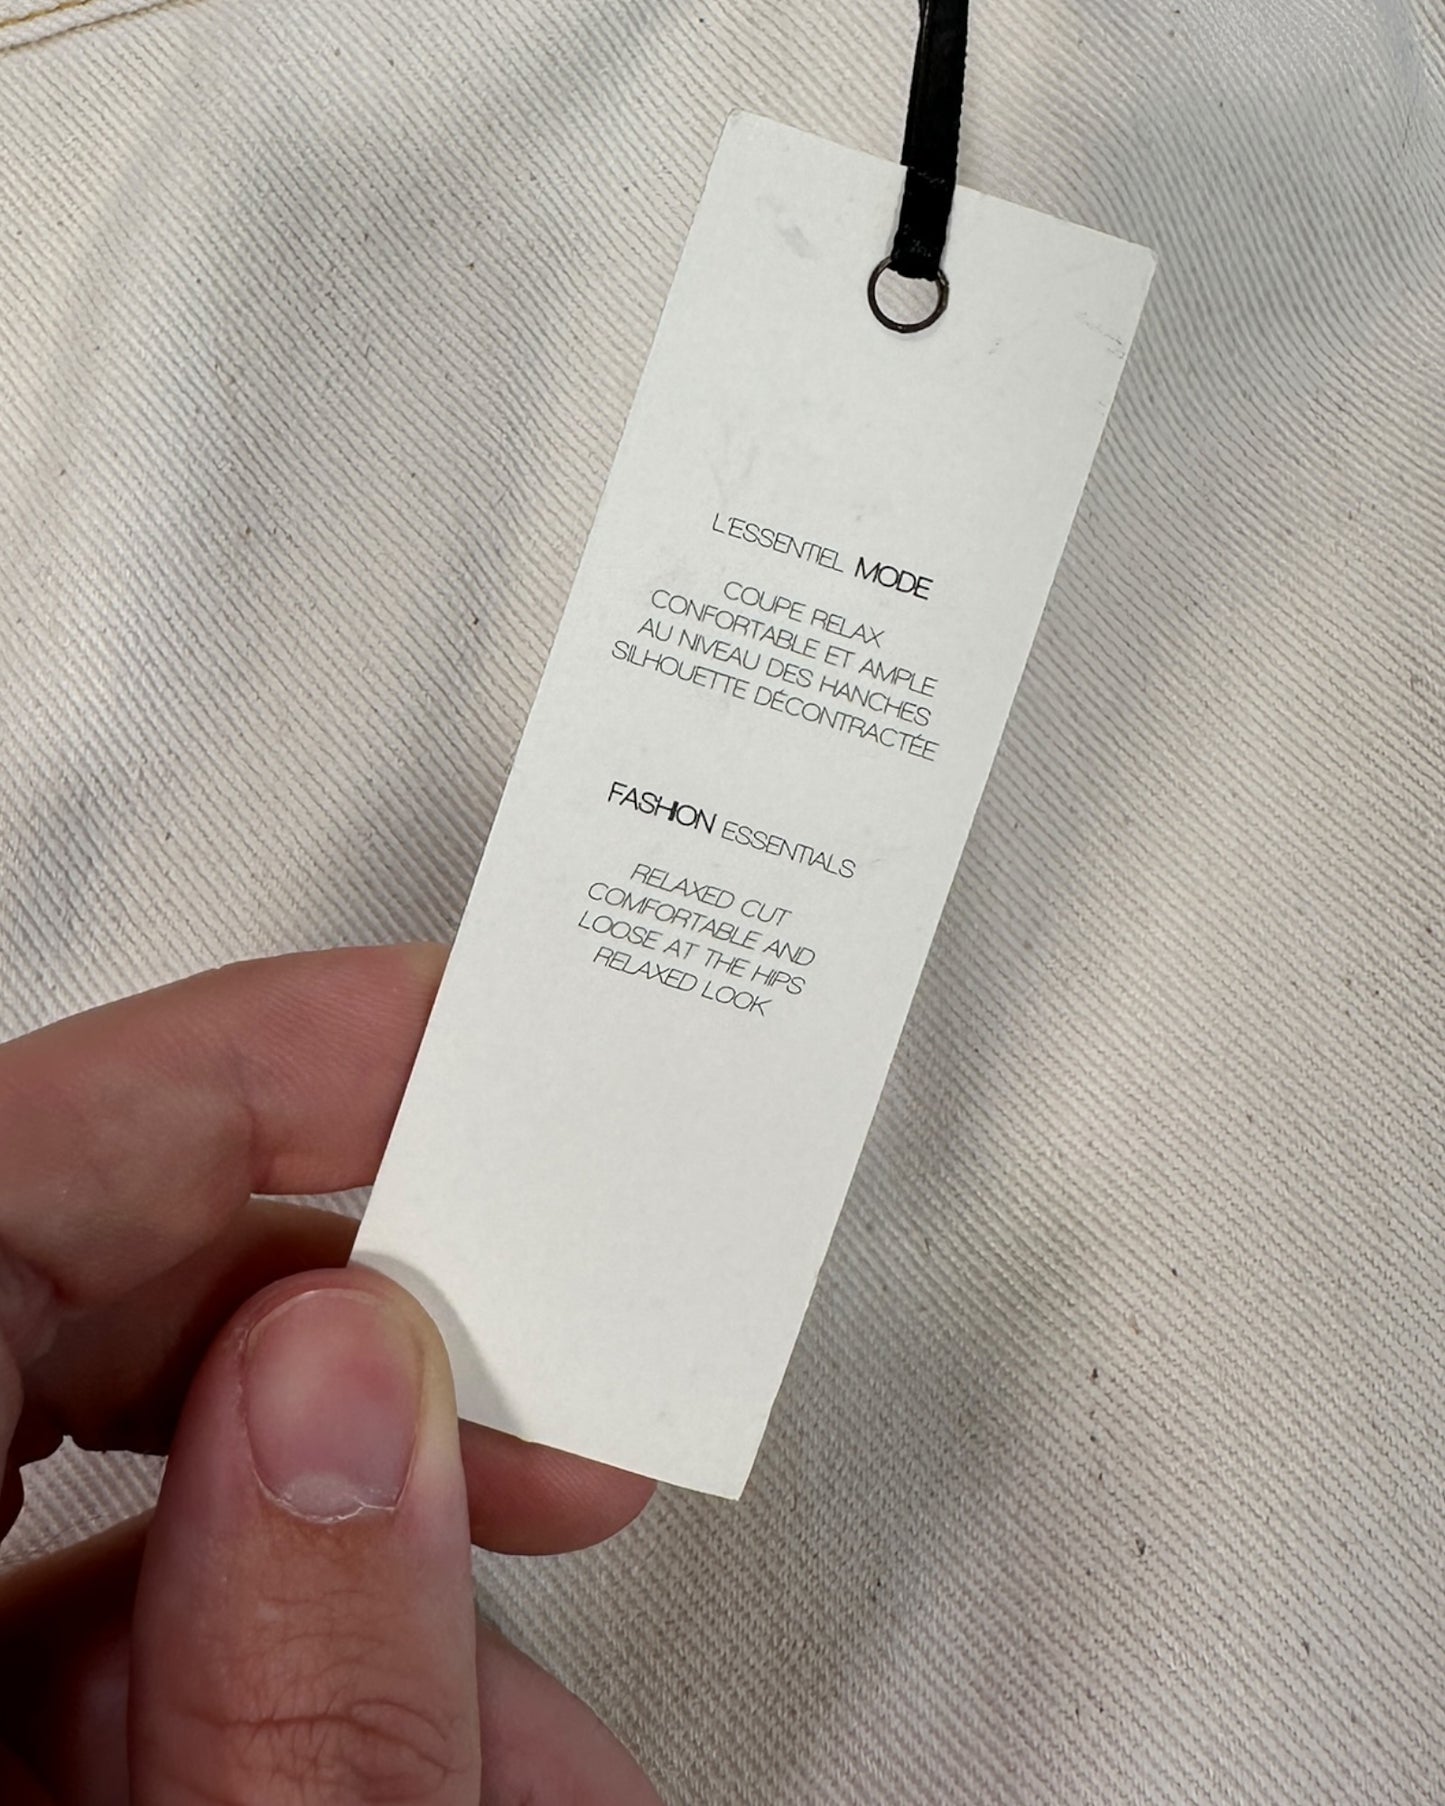 L'ESSENTIEL MODE
COUPE RELAX
CONFORTABLE ET AMPLE
AU NIVEAU DES HANCHES
SILHOUETTE DÉCONTRACTÉE
FASHION ESSENTIALS
RELAXED CUT
COMFORTABLE AND
LOOSE AT THE HIPS
RELAXED LOOK